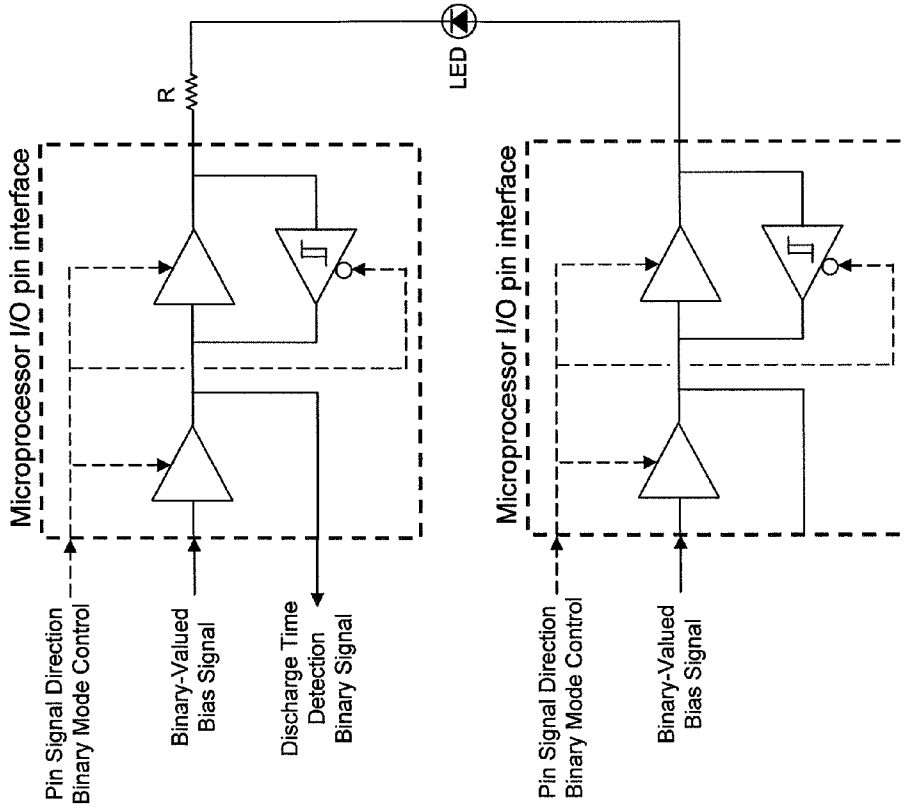 Microprocessor I/O pin interface
Pin Signal Direction
Binary Mode Control
Binary-Valued
Bias Signal
Discharge Time
Detection
Binary Signal
R
LED
Microprocessor I/O pin interface
Pin Signal Direction
Binary Mode Control
Binary-Valued
Bias Signal